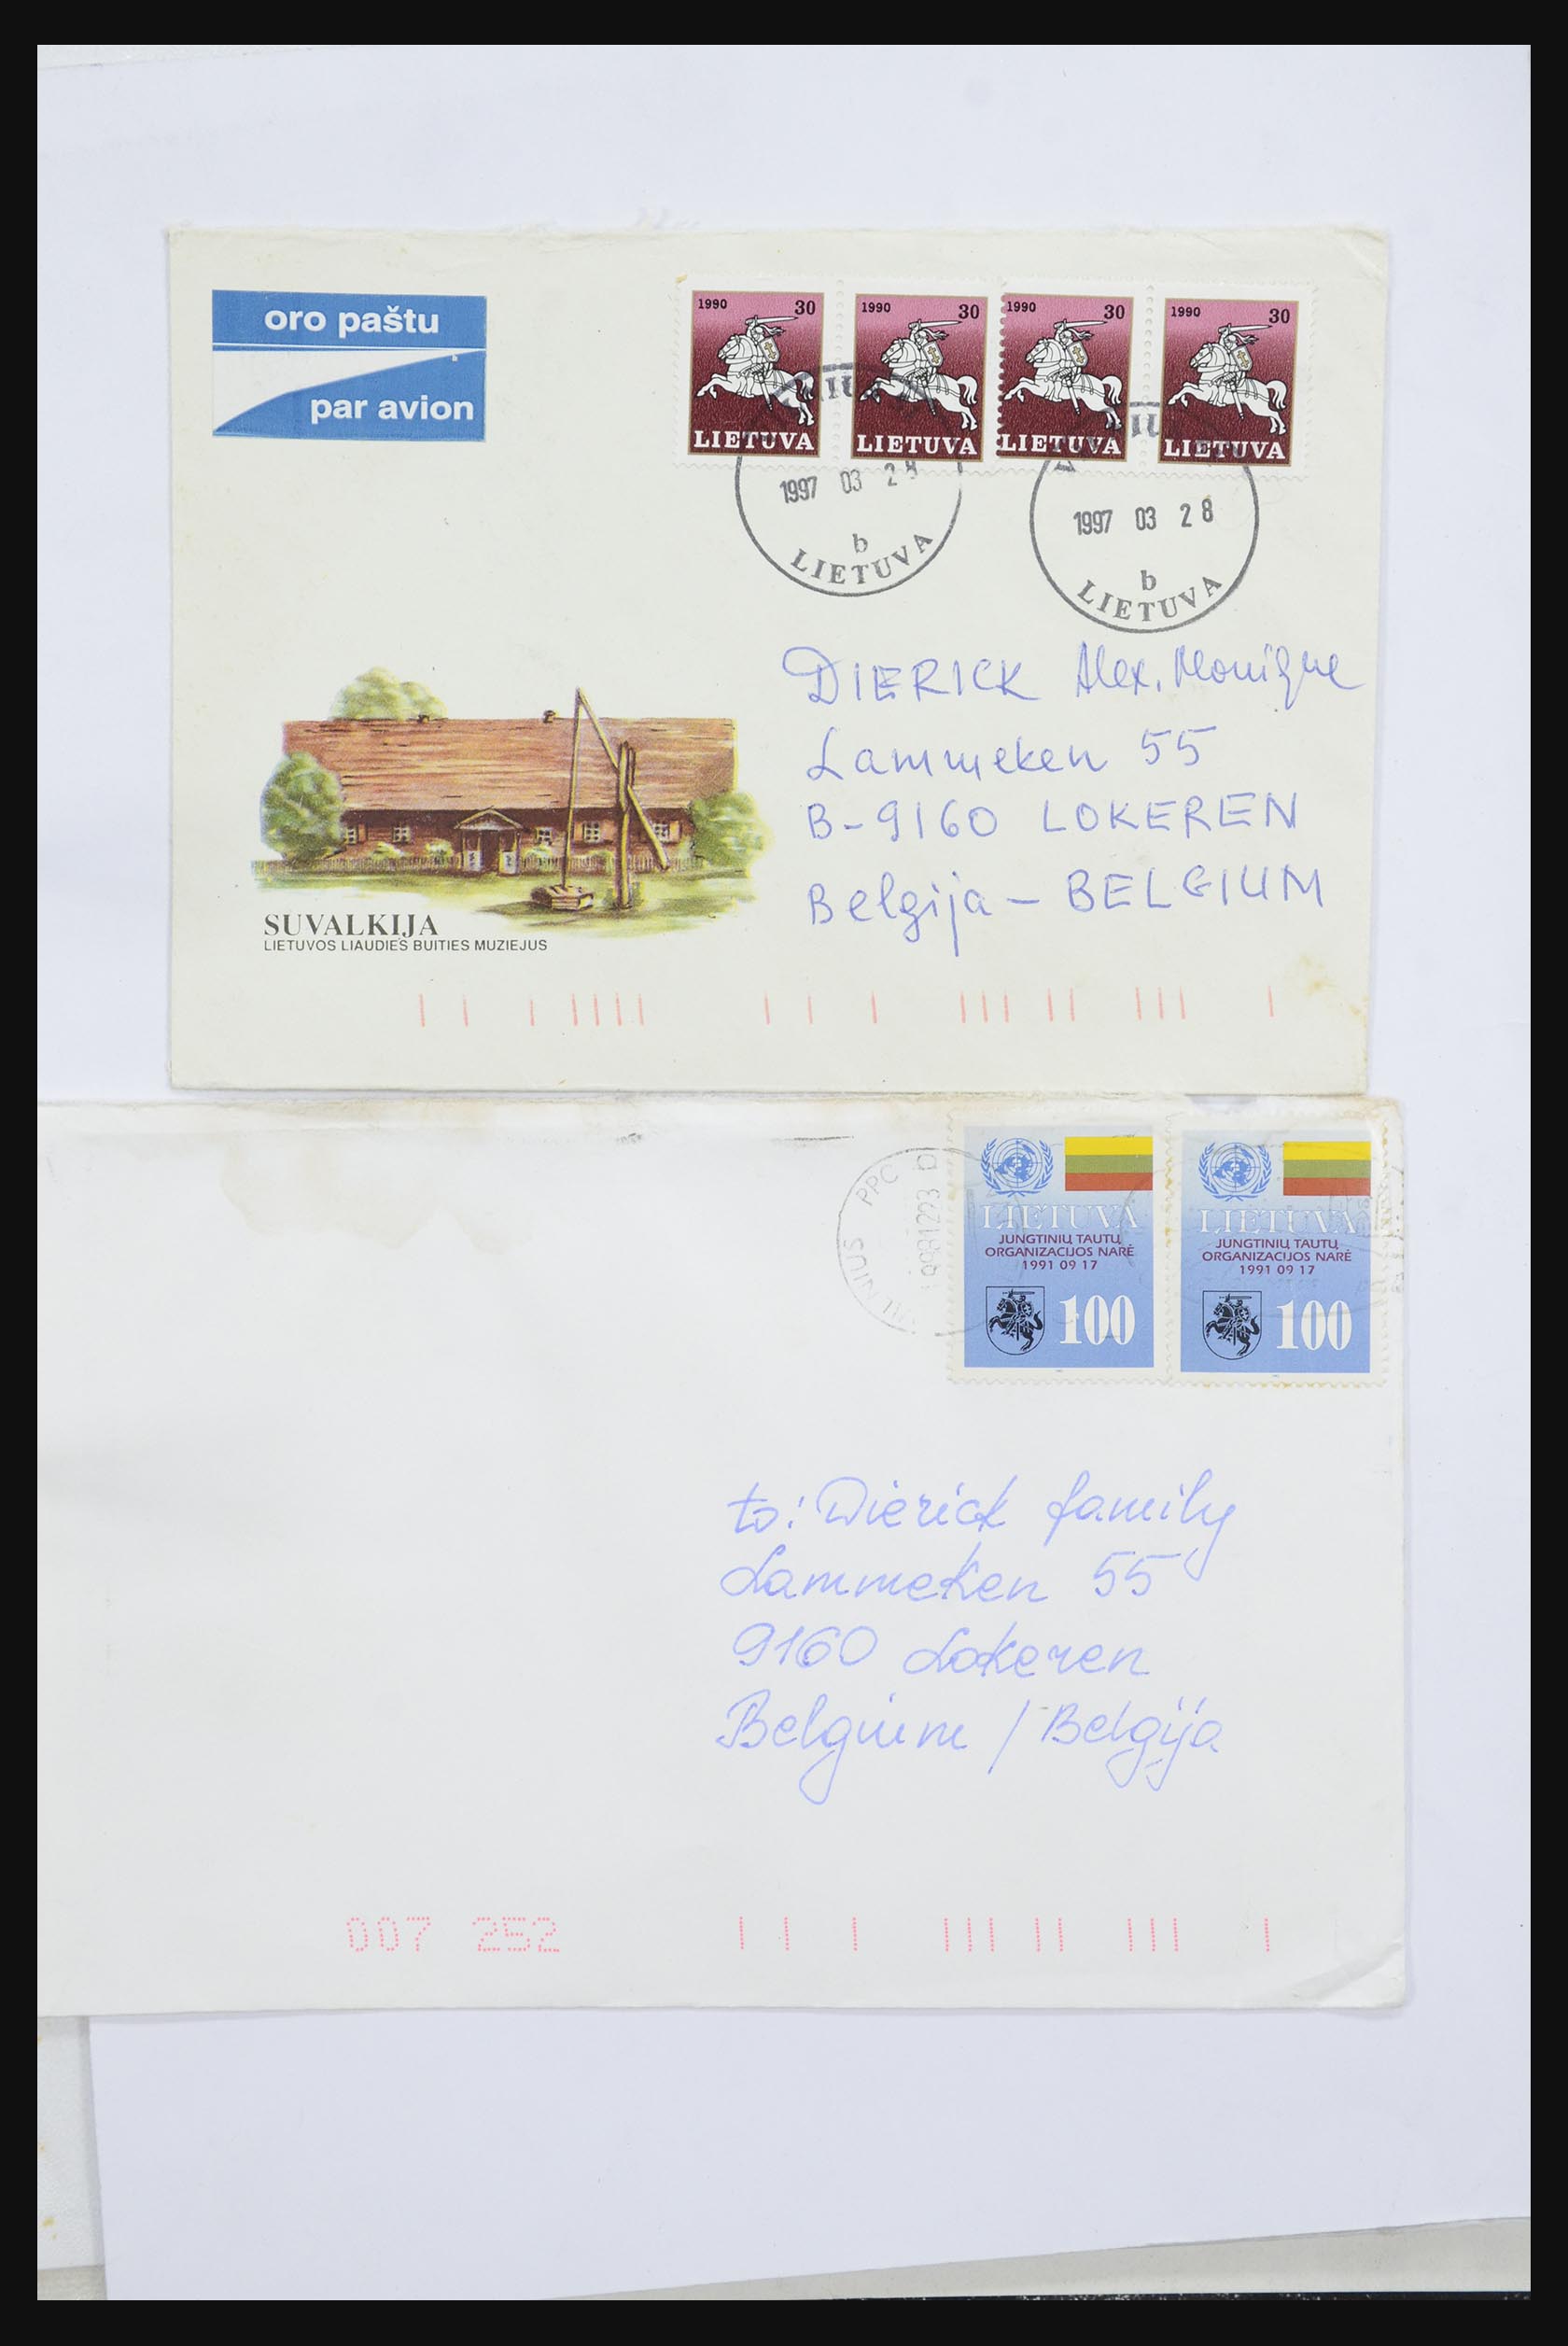 oro paštu
par avion
1990 30
LIETUVA
1990 30
LIETUVA
1990 30
LIETUVA
1990 30
LIETUVA
1997 03 28
b
LIETUVA
1997 03 28
b
LIETUVA
DIERICK Alex. Monique
Lammeken 55
B-9160 LOKEREN
Belgija - BELGIUM
SUVALKIJA
LIETUVOS LIAUDIES BUITIES MUZIEJUS
VILNIUS PPC
LIETUVA
JUNGTINIŲ TAUTŲ
ORGANIZACIJOS NARĖ
1991 09 17
100
LIETUVA
JUNGTINIŲ TAUTŲ
ORGANIZACIJOS NARĖ
1991 09 17
100
to: Dierick family
Lammeken 55
9160 Lokeren
Belgium / Belgija
007 252